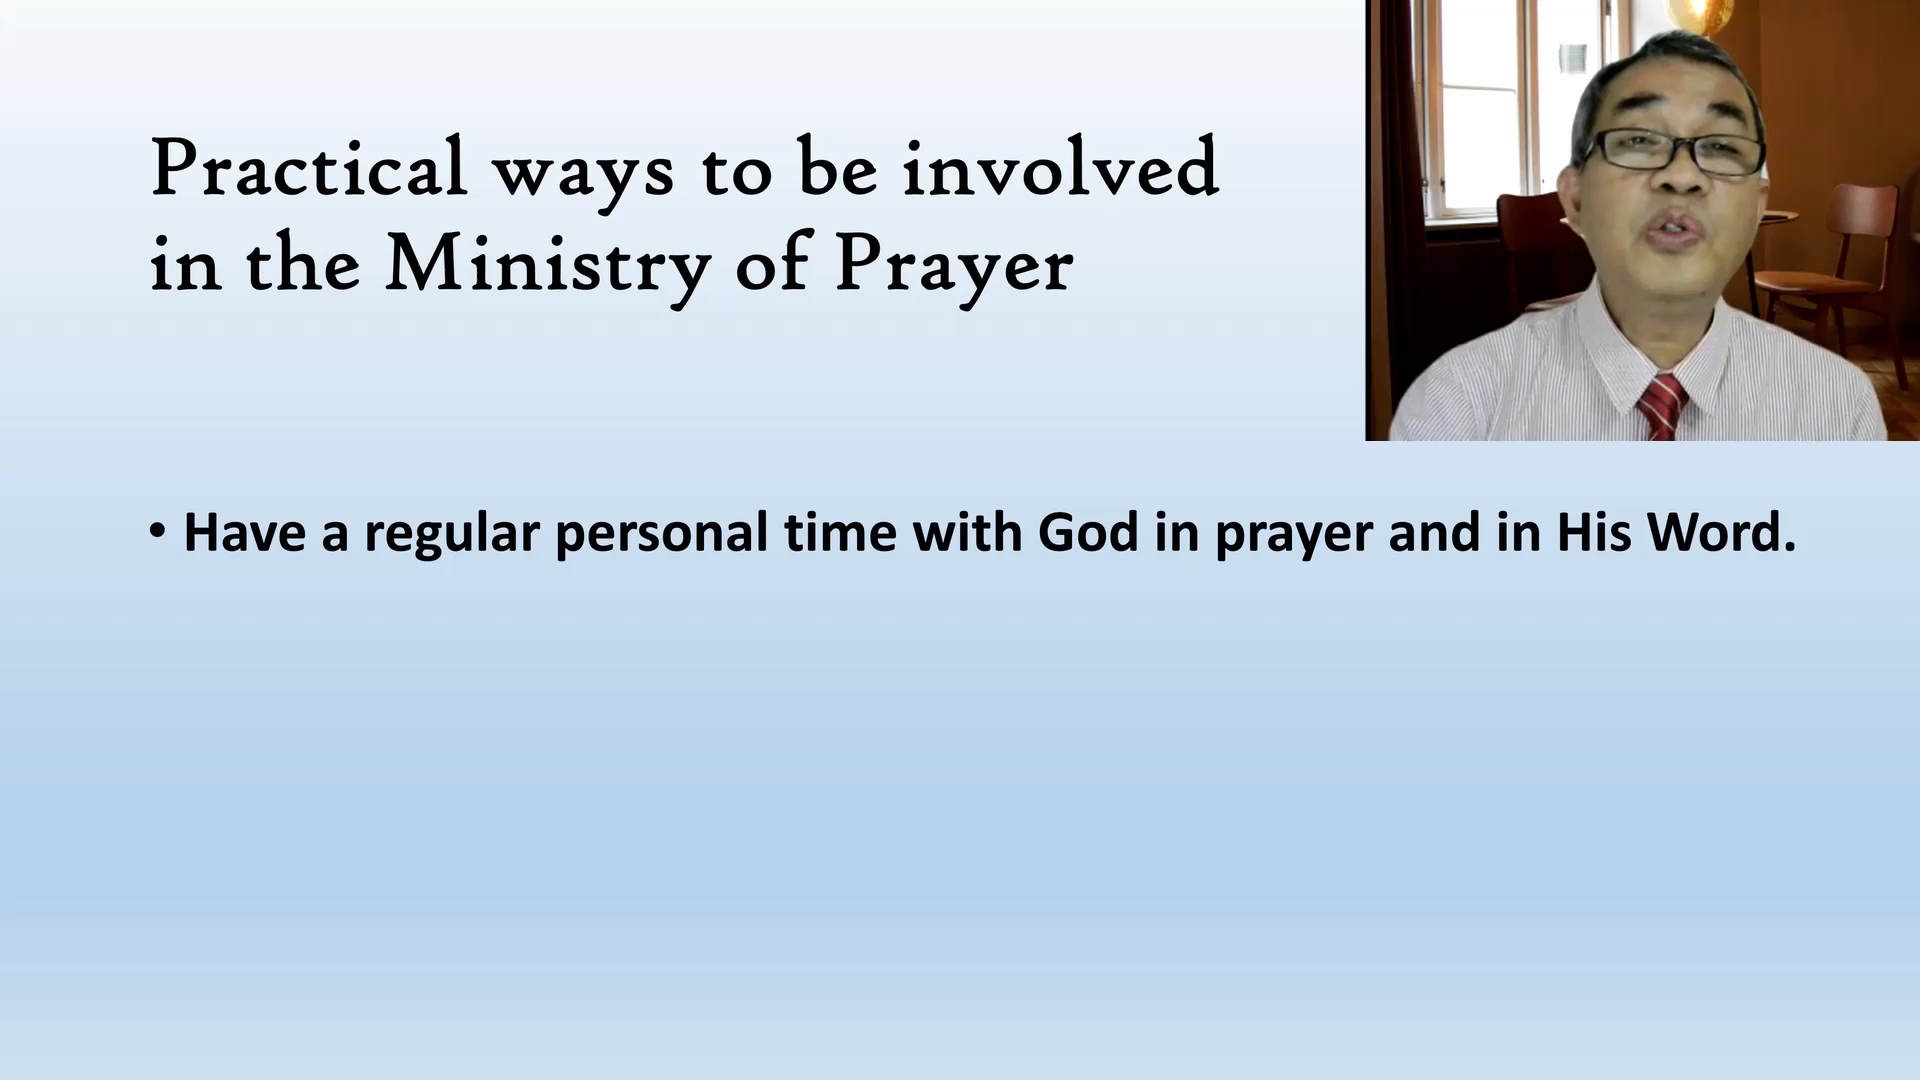 Practical ways to be involved
in the Ministry of Prayer
• Have a regular personal time with God in prayer and in His Word.